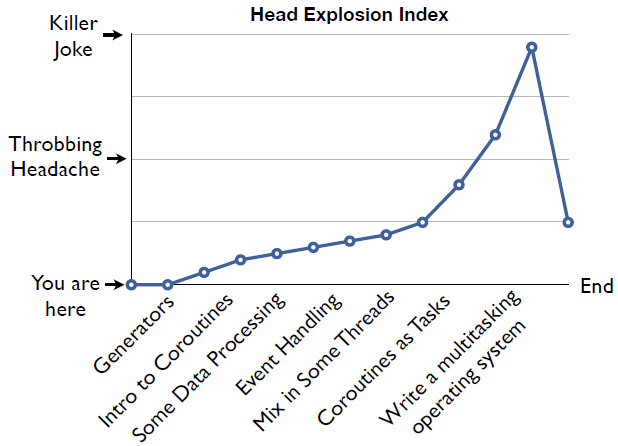 Head Explosion Index
Killer
Joke
Throbbing
Headache
You are
here
End
Generators
Intro to Coroutines
Some Data Processing
Event Handling
Mix in Some Threads
Coroutines as Tasks
Write a multitasking
operating system